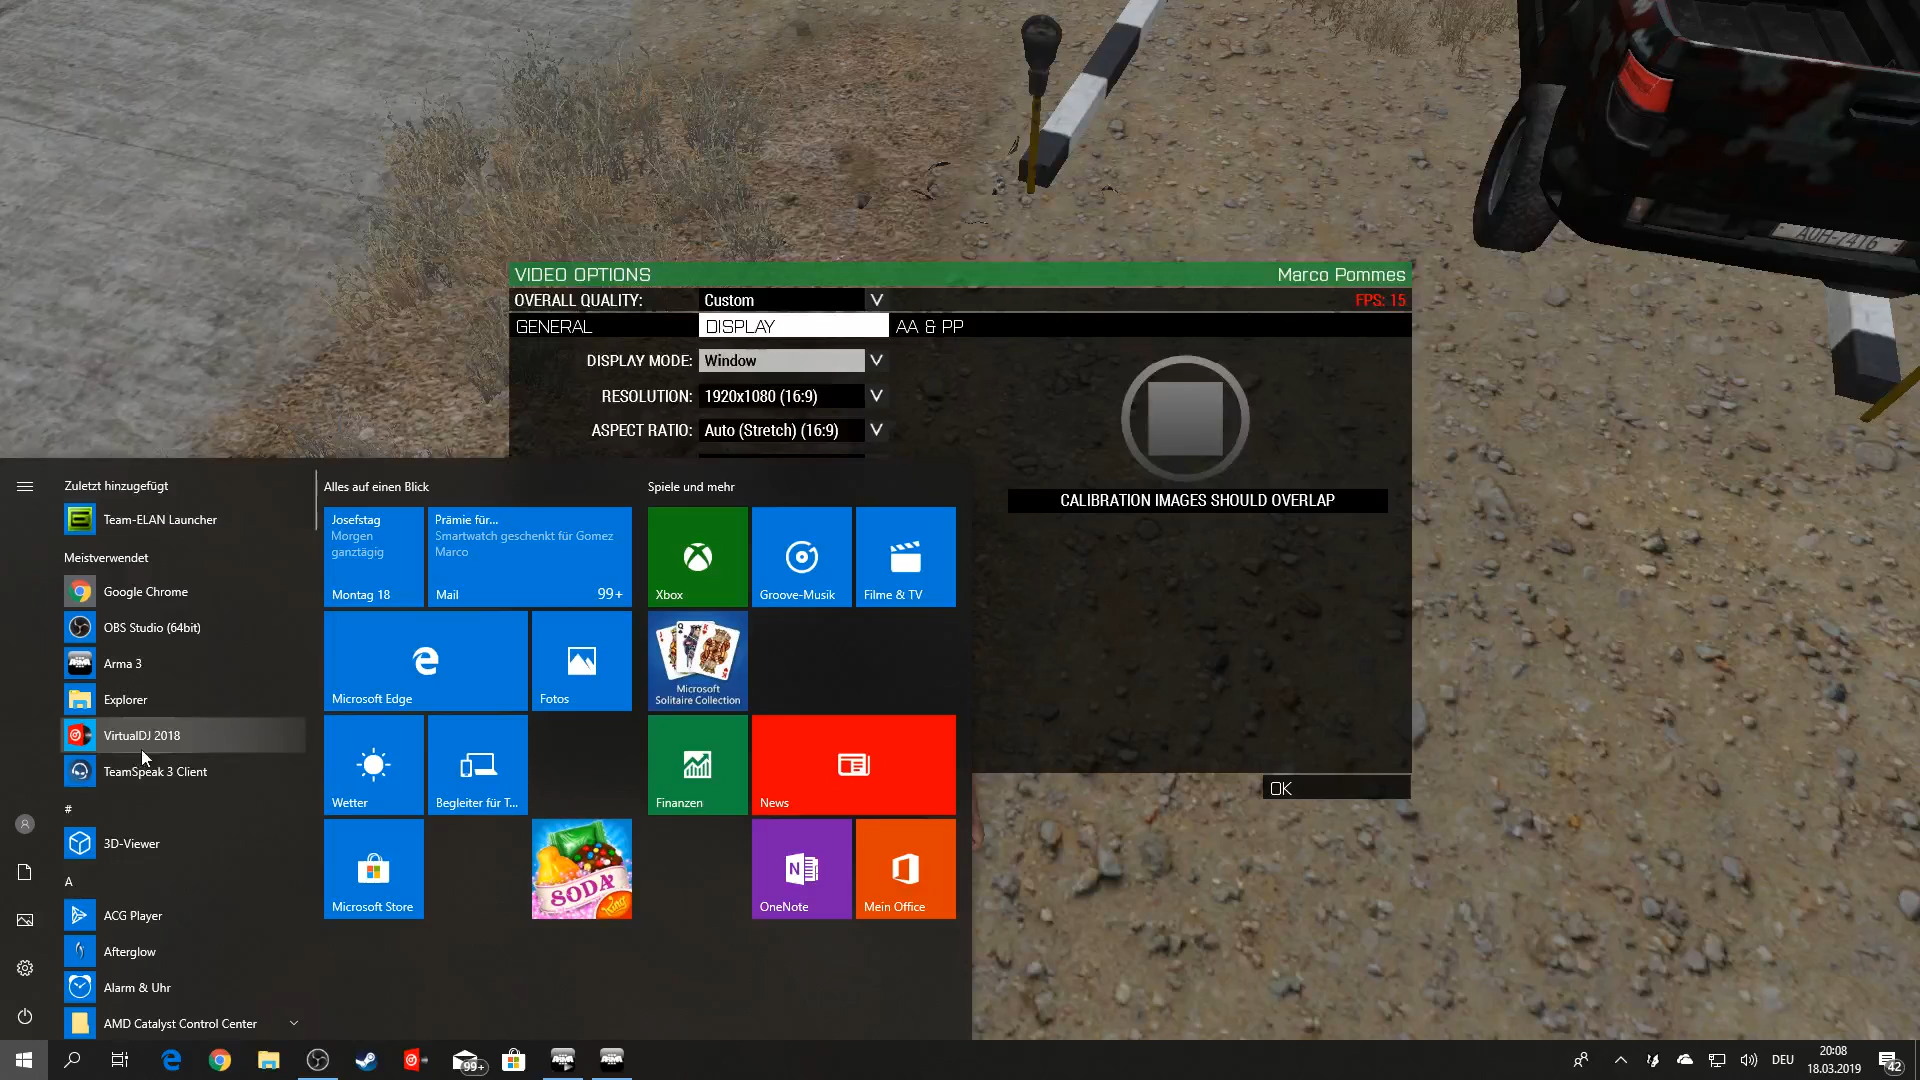 AUH-7416
VIDEO OPTIONS
Marco Pommes
OVERALL QUALITY:
Custom
FPS: 15
GENERAL
DISPLAY
AA & PP
DISPLAY MODE:
Window
RESOLUTION:
1920x1080 (16:9)
ASPECT RATIO:
Auto (Stretch) (16:9)
CALIBRATION IMAGES SHOULD OVERLAP
OK
Zuletzt hinzugefügt
Team-ELAN Launcher
Meistverwendet
Google Chrome
OBS Studio (64bit)
Arma 3
Explorer
VirtualDJ 2018
TeamSpeak 3 Client
#
3D-Viewer
A
ACG Player
Afterglow
Alarm & Uhr
AMD Catalyst Control Center
Alles auf einen Blick
Josefstag
Morgen
ganztägig
Montag 18
Prämie für...
Smartwatch geschenkt für Gomez
Marco
Mail
99+
Microsoft Edge
Fotos
Wetter
Begleiter für T...
Microsoft Store
SODA
King
Spiele und mehr
Xbox
Groove-Musik
Filme & TV
Microsoft
Solitaire Collection
Finanzen
News
OneNote
Mein Office
99+
DEU
20:08
18.03.2019
42